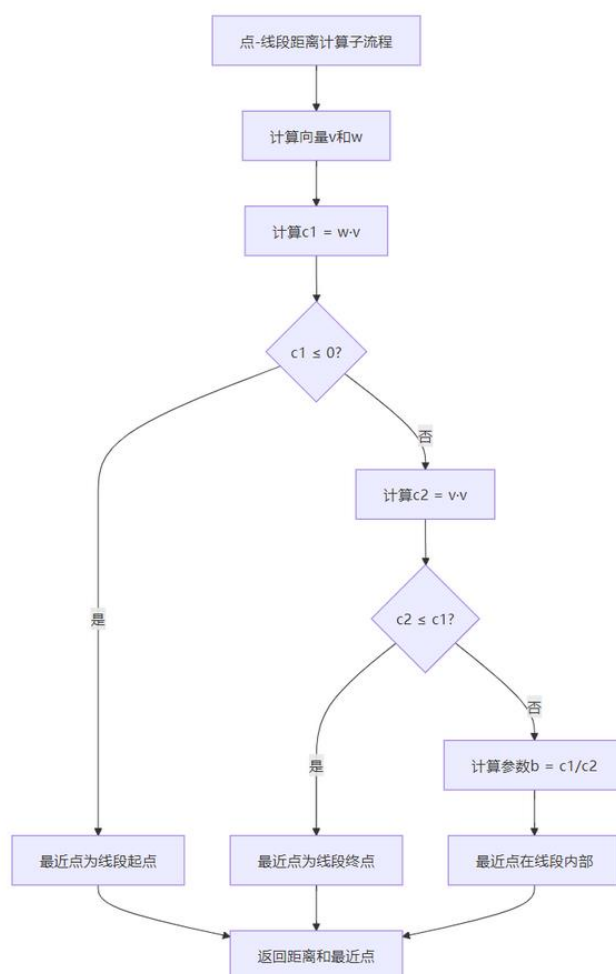 点-线段距离计算子流程
计算向量v和w
计算c1 = w·v
c1 ≤ 0?
否
计算c2 = v·v
是
c2 ≤ c1?
否
是
计算参数b = c1/c2
最近点为线段起点
最近点为线段终点
最近点在线段内部
返回距离和最近点